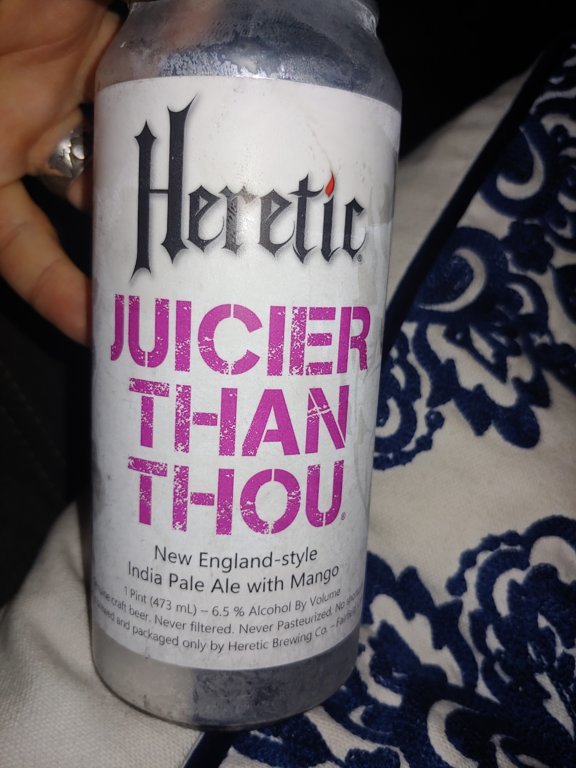 Heretic®
JUICIER
THAN
THOU®
New England-style
India Pale Ale with Mango
1 Pint (473 mL) – 6.5 % Alcohol By Volume
craft beer. Never filtered. Never Pasteurized. No
and packaged only by Heretic Brewing Co. –